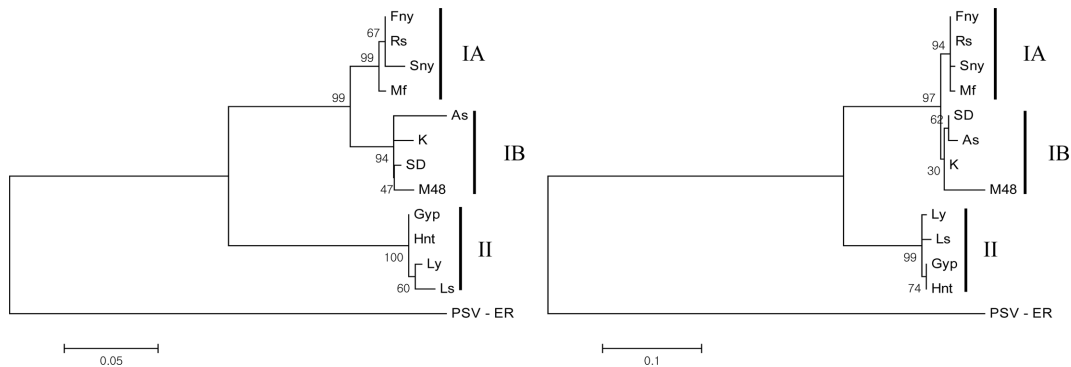 Fny
67
Rs
IA
99
Sny
99
Mf
As
K
IB
94
SD
47
M48
Gyp
Hnt
II
100
Ly
60
Ls
PSV - ER
0.05
Fny
94
Rs
IA
Sny
97
Mf
62
SD
As
IB
K
30
M48
Ly
Ls
II
99
Gyp
74
Hnt
PSV - ER
0.1